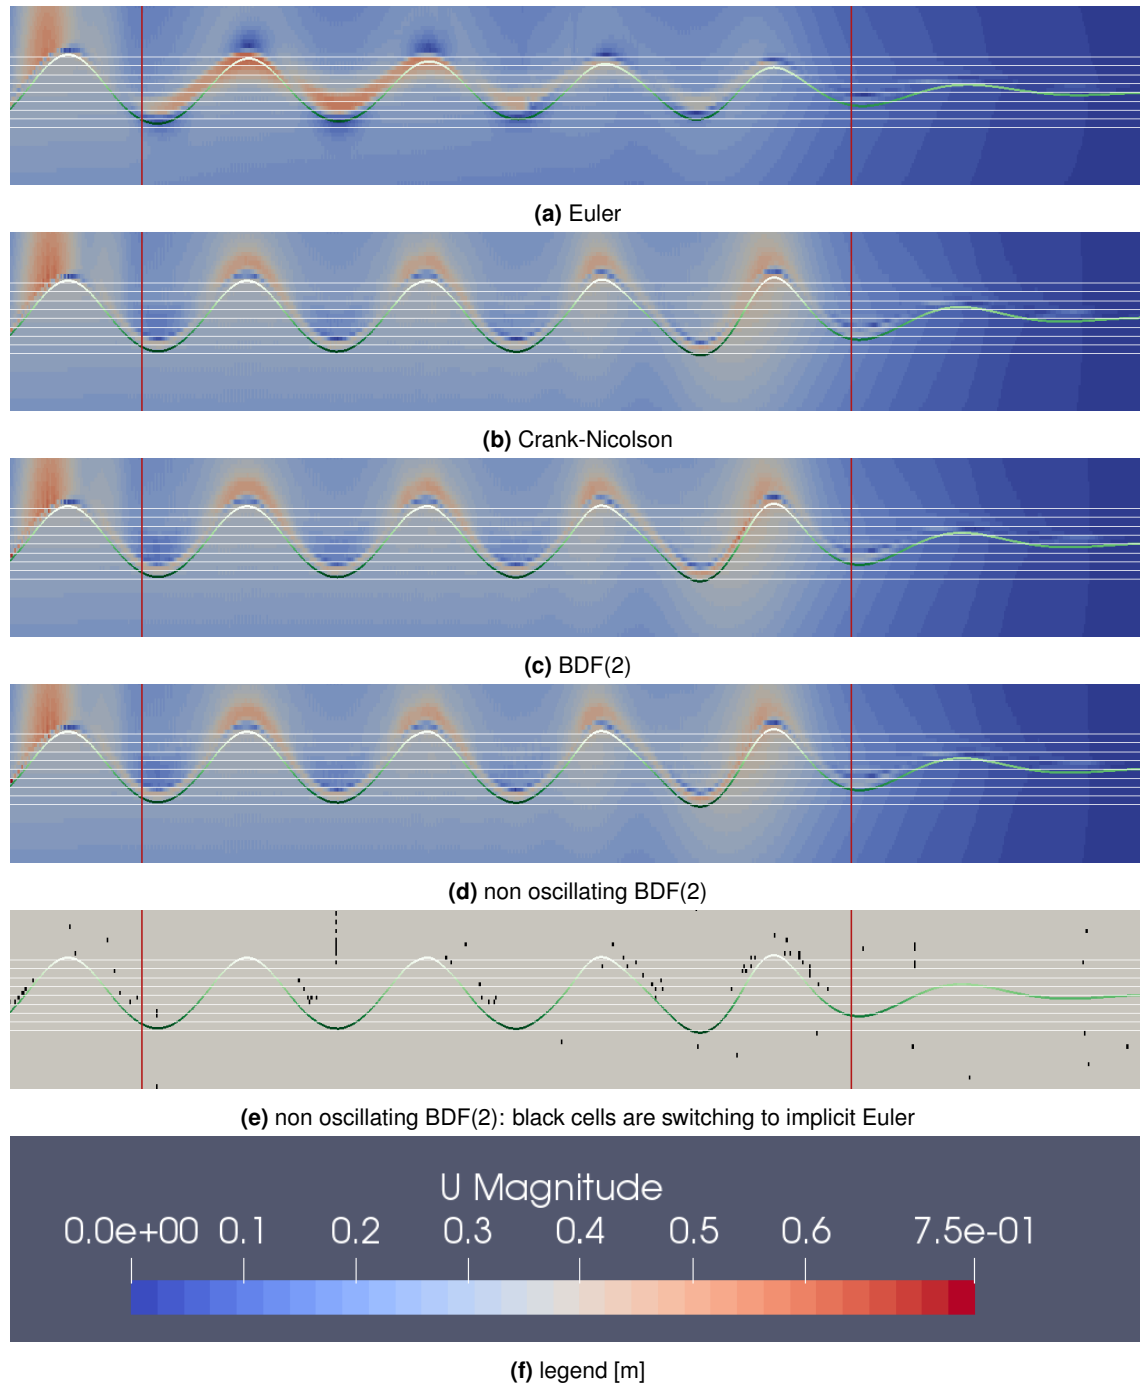 (a) Euler
(b) Crank-Nicolson
(c) BDF(2)
(d) non oscillating BDF(2)
(e) non oscillating BDF(2): black cells are switching to implicit Euler
U Magnitude
0.0e+00 0.1 0.2 0.3 0.4 0.5 0.6 7.5e-01
(f) legend [m]